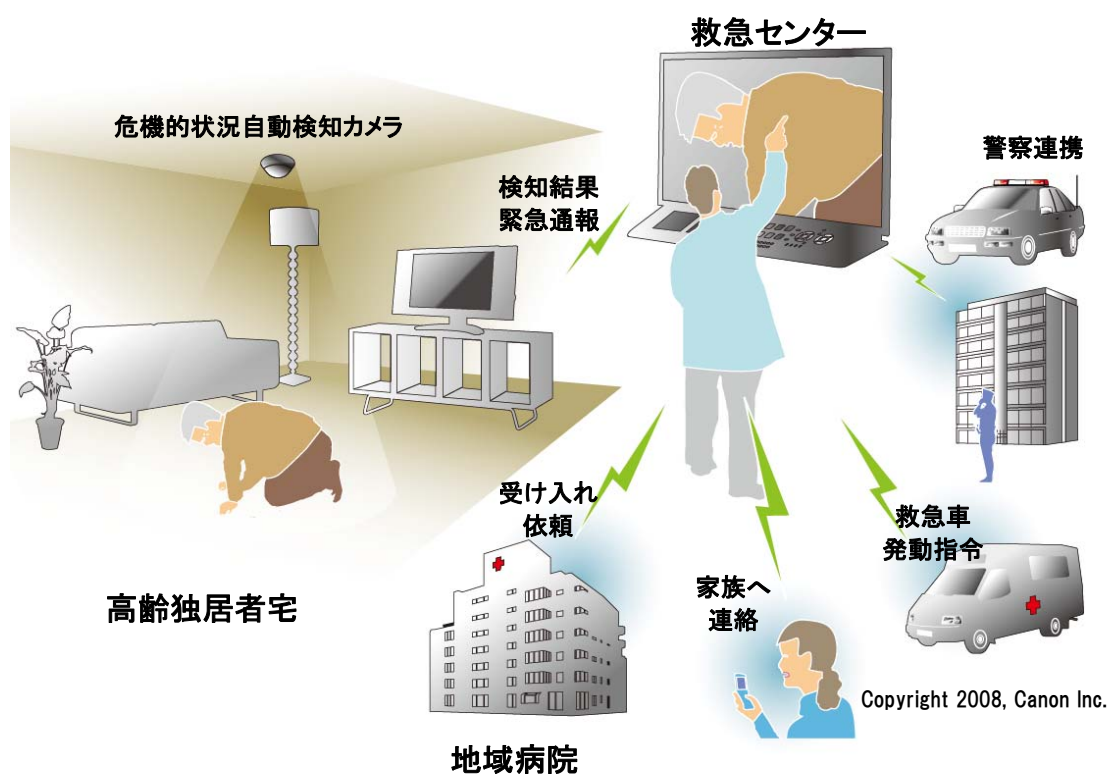 救急センター
危機的状況自動検知カメラ
警察連携
検知結果
緊急通報
受け入れ
依頼
救急車
発動指令
家族へ
連絡
高齢独居者宅
Copyright 2008, Canon Inc.
地域病院